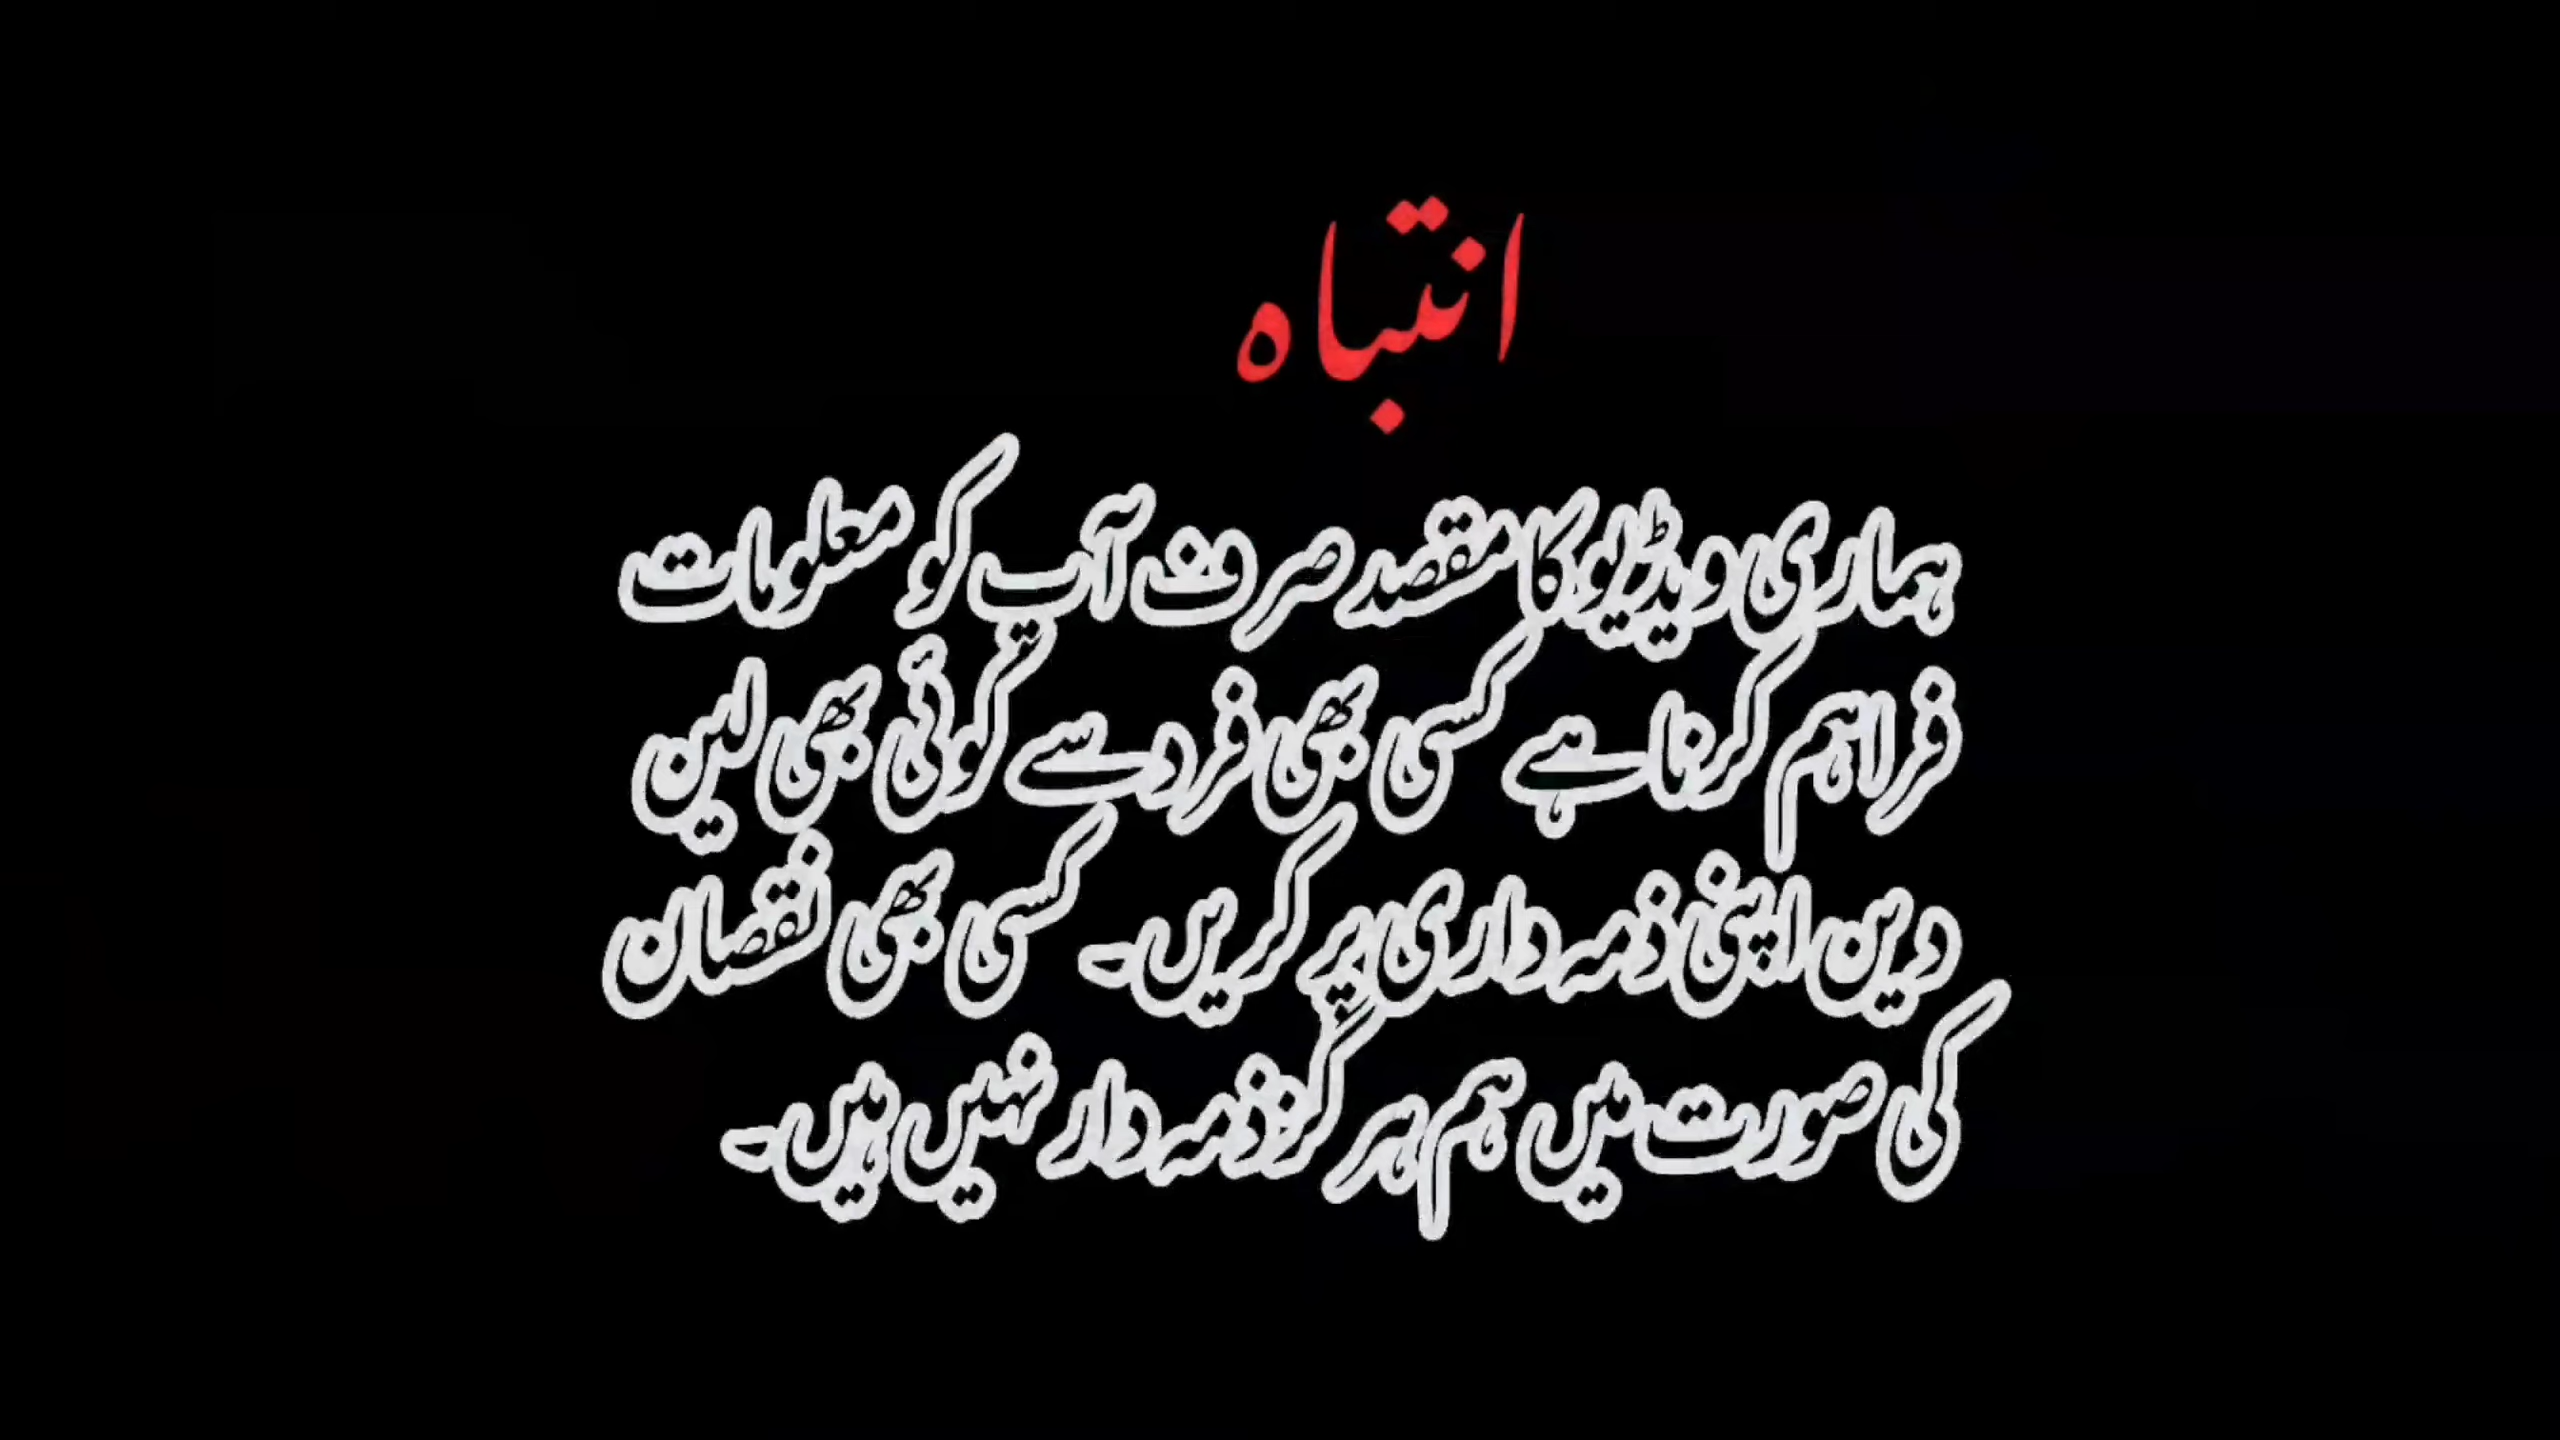 انتباہ
ہماری ویڈیو کا مقصد صرف آپ کو معلومات
فراہم کرنا ہے کسی بھی فرد سے کوئی بھی لین
دین اپنی ذمہ داری پر کریں۔ کسی بھی نقصان
کی صورت میں ہم ہرگز ذمہ دار نہیں ہیں۔